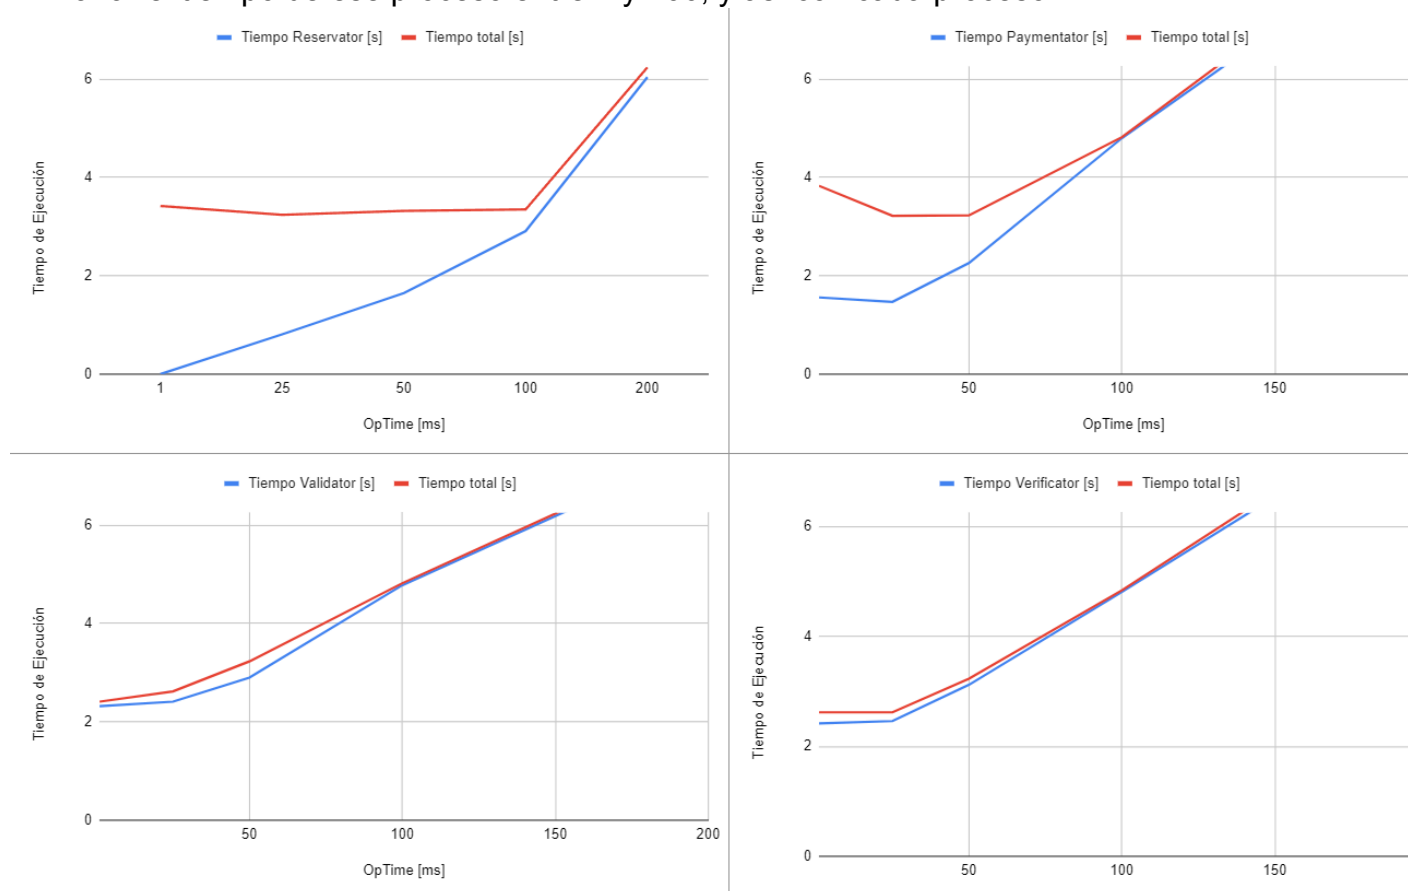 Tiempo Reservator [s] Tiempo total [s]
Tiempo de Ejecución
6
4
2
0
1 25 50 100 200
OpTime [ms]
Tiempo Paymentator [s] Tiempo total [s]
Tiempo de Ejecución
6
4
2
0
50 100 150
OpTime [ms]
Tiempo Validator [s] Tiempo total [s]
Tiempo de Ejecución
6
4
2
0
50 100 150 200
OpTime [ms]
Tiempo Verificator [s] Tiempo total [s]
Tiempo de Ejecución
6
4
2
0
50 100 150